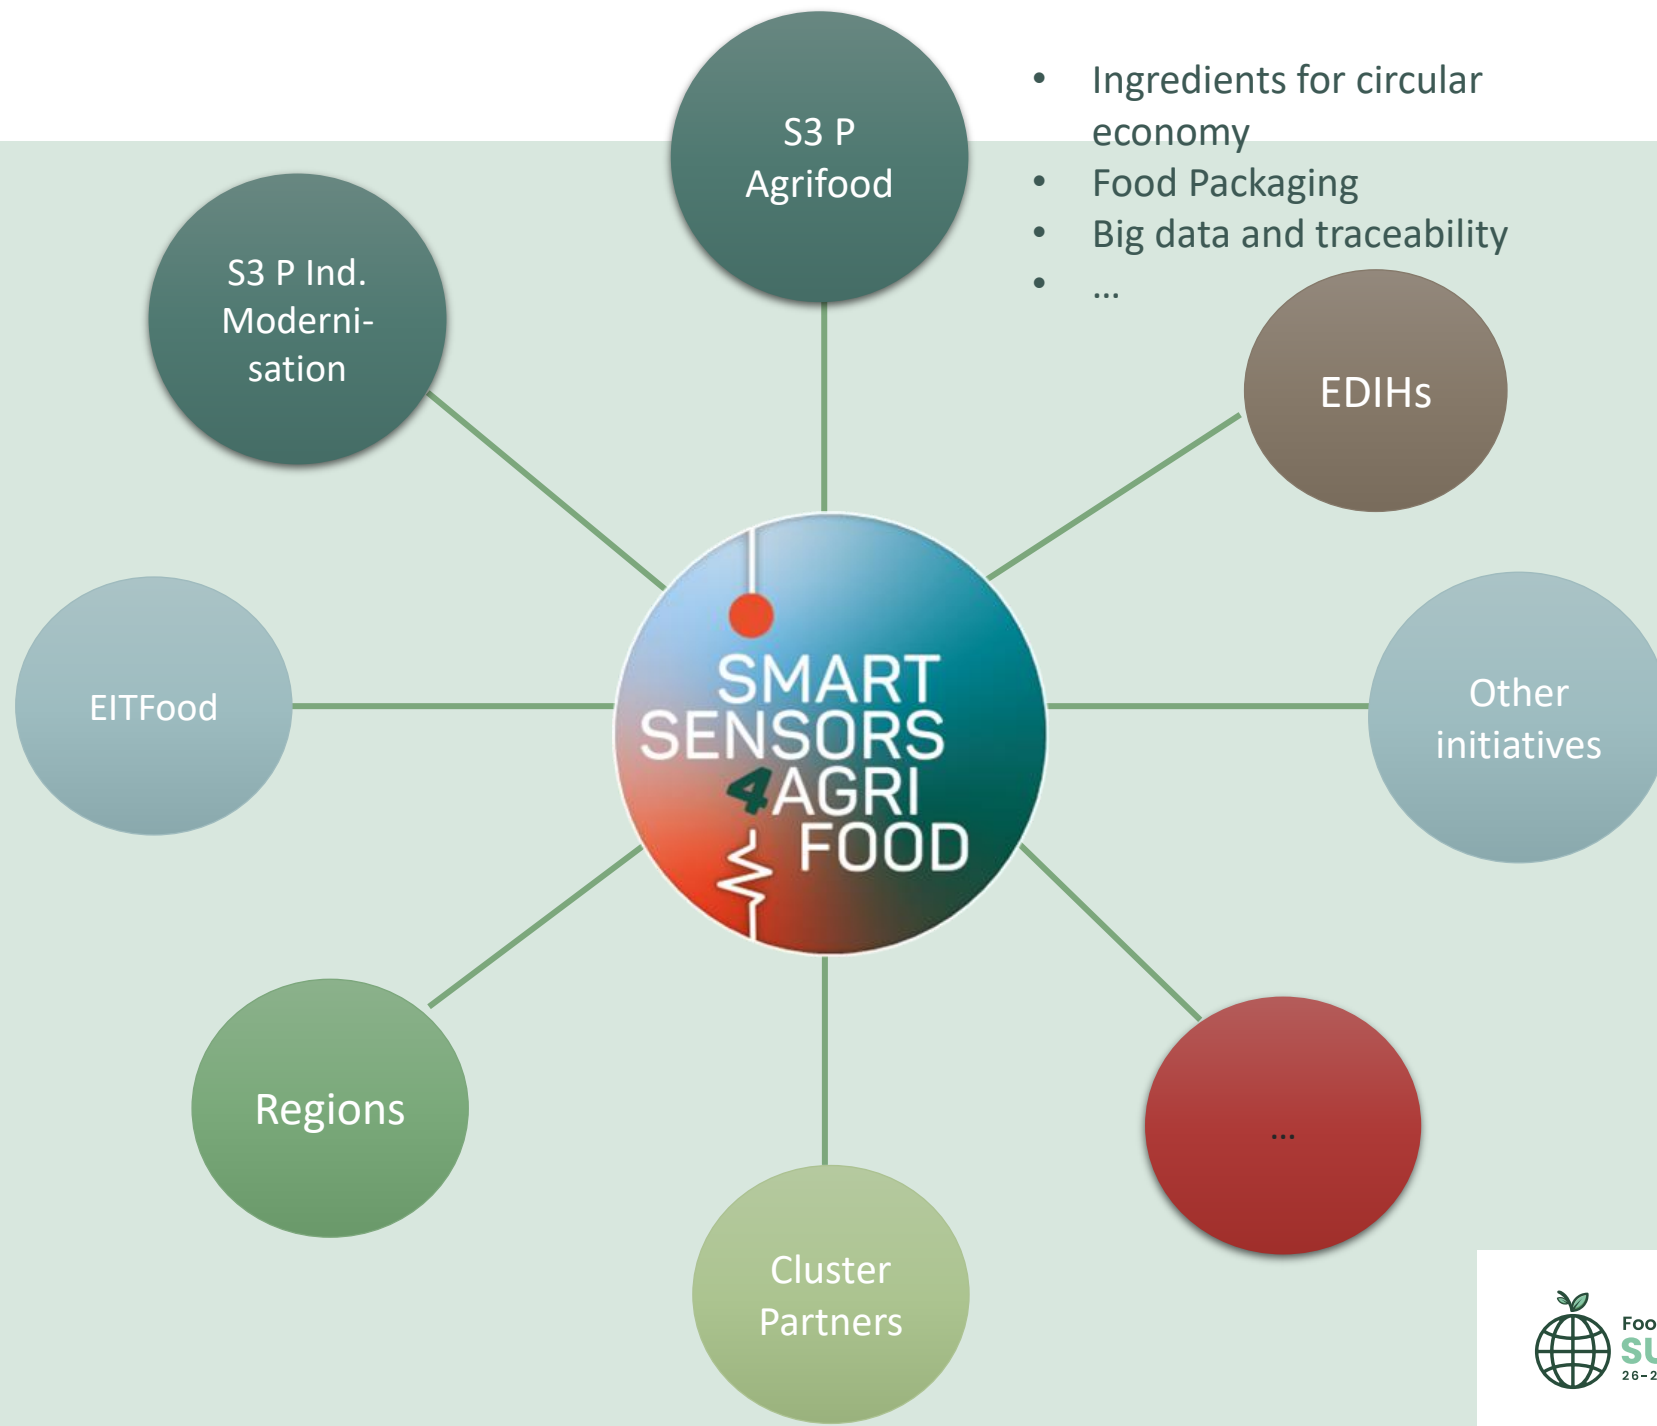 S3 P
Agrifood
• Ingredients for circular
economy
• Food Packaging
• Big data and traceability
• ...
S3 P Ind.
Moderni-
sation
EDIHs
EITFood
SMART
SENSORS
4AGRI
FOOD
Other
initiatives
Regions
...
Cluster
Partners